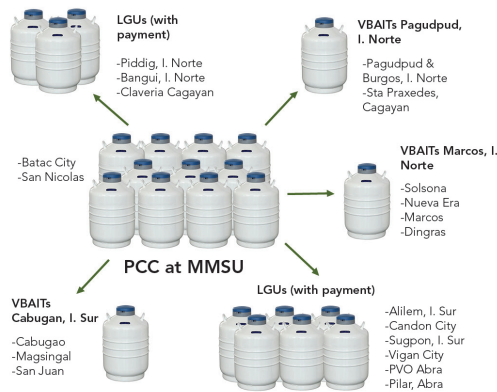 LGUs (with
payment)
-Piddig, I. Norte
-Bangui, I. Norte
-Claveria Cagayan
VBAITs Pagudpud,
I. Norte
-Pagudpud &
Burgos, I. Norte
-Sta Praxedes,
Cagayan
-Batac City
-San Nicolas
VBAITs Marcos, I.
Norte
-Solsona
-Nueva Era
-Marcos
-Dingras
PCC at MMSU
VBAITs
Cabugan, I. Sur
-Cabugao
-Magsingal
-San Juan
LGUs (with payment)
-Alilem, I. Sur
-Candon City
-Sugpon, I. Sur
-Vigan City
-PVO Abra
-Pilar, Abra